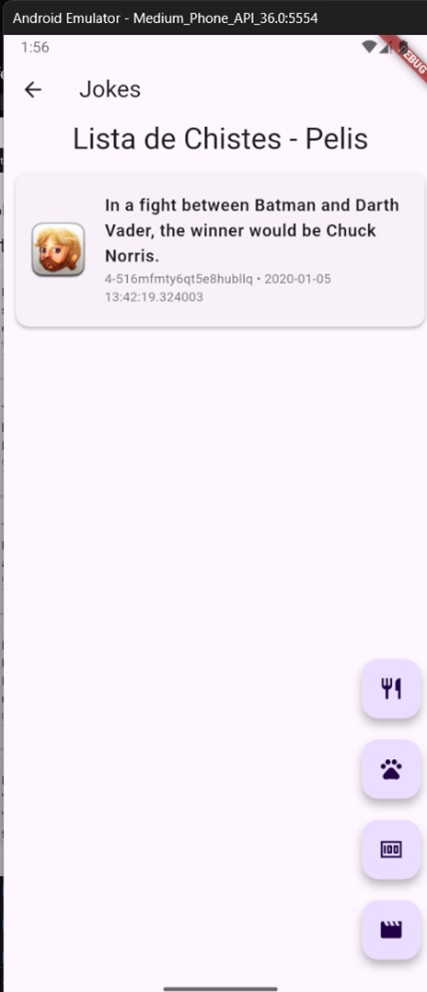 Android Emulator - Medium_Phone_API_36.0:5554
1:56
DEBUG
Jokes
Lista de Chistes - Pelis
In a fight between Batman and Darth
Vader, the winner would be Chuck
Norris.
4-516mfmty6qt5e8hubllq • 2020-01-05
13:42:19.324003
100